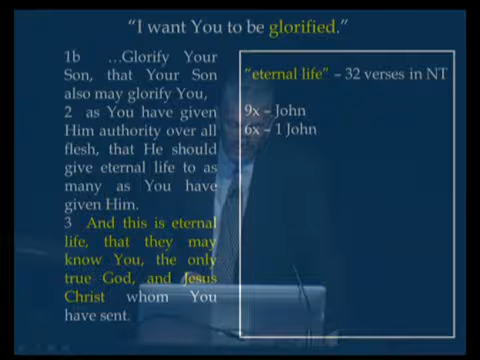 “I want You to be glorified.”
1b …Glorify Your
Son, that Your Son
also may glorify You,
2 as You have given
Him authority over all
flesh, that He should
give eternal life to as
many as You have
given Him.
3 And this is eternal
life, that they may
know You, the only
true God, and Jesus
Christ whom You
have sent.
“eternal life” – 32 verses in NT
9x – John
6x – 1 John